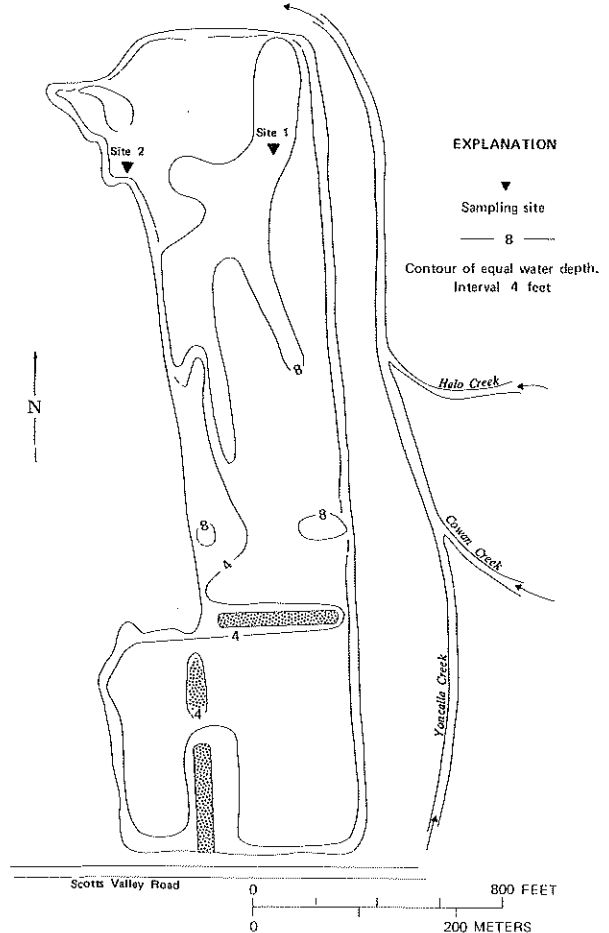 Site 1
Site 2
EXPLANATION
Sampling site
8
Contour of equal water depth.
Interval 4 feet
N
8
Halo Creek
8
8
4
Cowan Creek
4
4
Yoncalla Creek
Scotts Valley Road
0 800 FEET
0 200 METERS